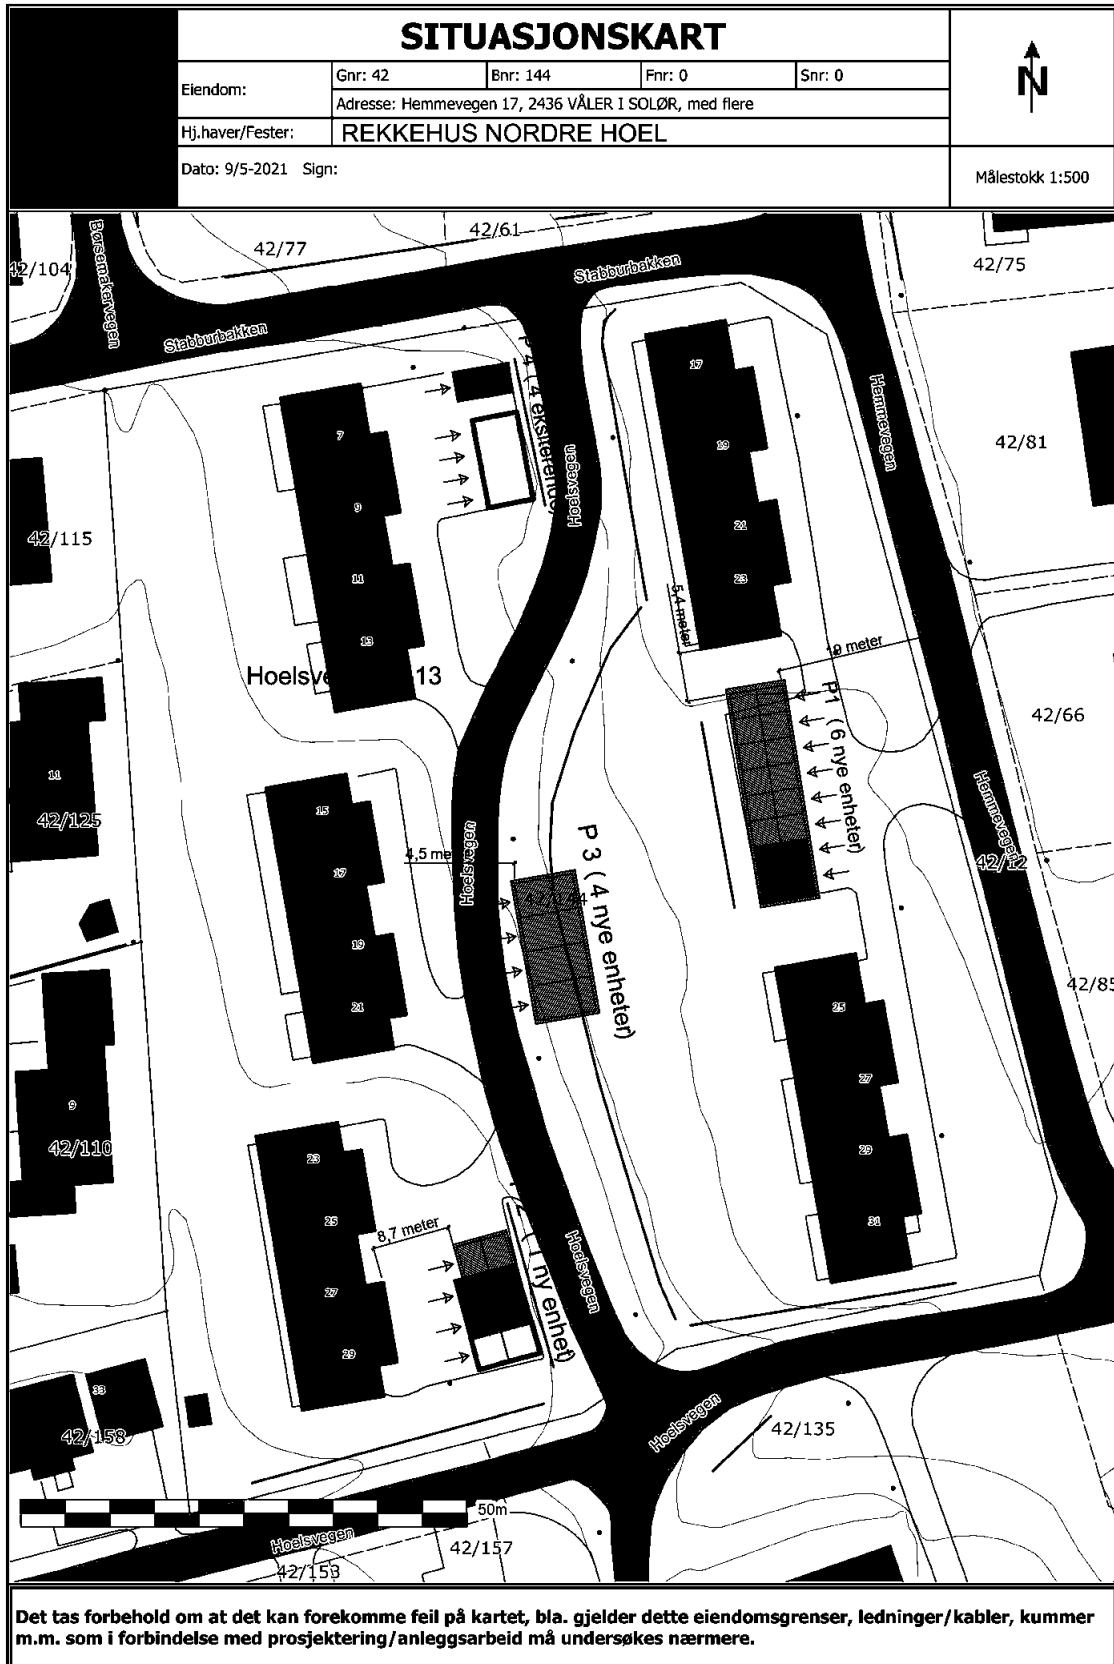 SITUASJONSKART
Eiendom:
Gnr: 42
Bnr: 144
Fnr: 0
Snr: 0
Adresse: Hemmevegen 17, 2436 VÅLER I SOLØR, med flere
Hj.haver/Fester:
REKKEHUS NORDRE HOEL
Dato: 9/5-2021 Sign:
N
Målestokk 1:500
Børsemakervegen
42/104
42/77
42/61
Stabburbakken
42/75
Stabburbakken
P 4 ( 4 eksiterende)
17
Hemmevegen
7
19
42/81
9
Hoelsvegen
21
42/115
11
23
5,4 meter
13
19 meter
Hoelsve
13
P1 (6 nye enheter)
42/66
11
15
Hemmevegen
42/125
17
4,5 me
Hoelsvegen
P 3 ( 4 nye enheter)
42/12
42/144
19
21
25
42/85
27
9
42/110
23
29
25
8,7 meter
31
( 1 ny enhet)
Hoelsvegen
27
29
33
42/158
Hoelsvegen
42/135
50m
Hoelsvegen
42/157
42/153
Det tas forbehold om at det kan forekomme feil på kartet, bla. gjelder dette eiendomsgrenser, ledninger/kabler, kummer
m.m. som i forbindelse med prosjektering/anleggsarbeid må undersøkes nærmere.